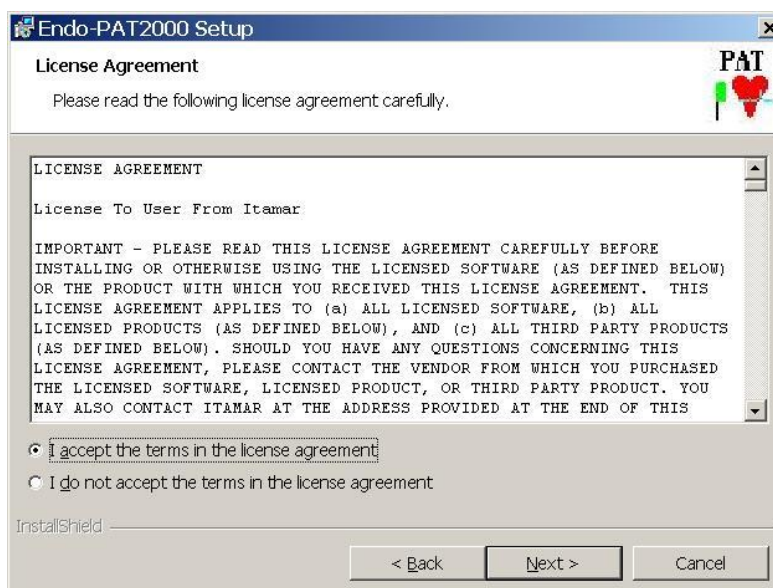 Endo-PAT2000 Setup
License Agreement
Please read the following license agreement carefully.
PAT
LICENSE AGREEMENT
License To User From Itamar
IMPORTANT - PLEASE READ THIS LICENSE AGREEMENT CAREFULLY BEFORE
INSTALLING OR OTHERWISE USING THE LICENSED SOFTWARE (AS DEFINED BELOW)
OR THE PRODUCT WITH WHICH YOU RECEIVED THIS LICENSE AGREEMENT.  THIS
LICENSE AGREEMENT APPLIES TO (a) ALL LICENSED SOFTWARE, (b) ALL
LICENSED PRODUCTS (AS DEFINED BELOW), AND (c) ALL THIRD PARTY PRODUCTS
(AS DEFINED BELOW). SHOULD YOU HAVE ANY QUESTIONS CONCERNING THIS
LICENSE AGREEMENT, PLEASE CONTACT THE VENDOR FROM WHICH YOU PURCHASED
THE LICENSED SOFTWARE, LICENSED PRODUCT, OR THIRD PARTY PRODUCT. YOU
MAY ALSO CONTACT ITAMAR AT THE ADDRESS PROVIDED AT THE END OF THIS
I accept the terms in the license agreement
I do not accept the terms in the license agreement
InstallShield
< Back
Next >
Cancel